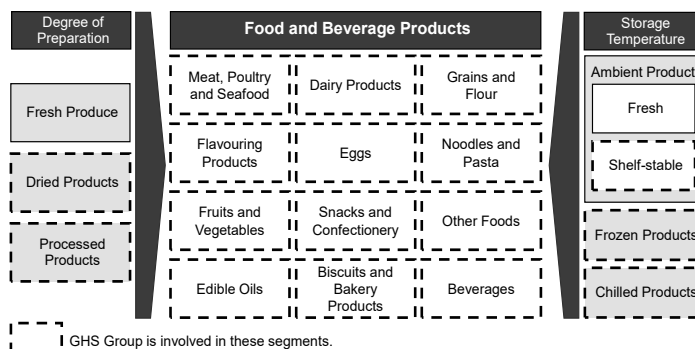 Degree of
Preparation
Food and Beverage Products
Storage
Temperature
Fresh Produce
Dried Products
Processed
Products
Meat, Poultry
and Seafood
Dairy Products
Grains and
Flour
Flavouring
Products
Eggs
Noodles and
Pasta
Fruits and
Vegetables
Snacks and
Confectionery
Other Foods
Edible Oils
Biscuits and
Bakery
Products
Beverages
Ambient Product
Fresh
Shelf-stable
Frozen Products
Chilled Products
GHS Group is involved in these segments.